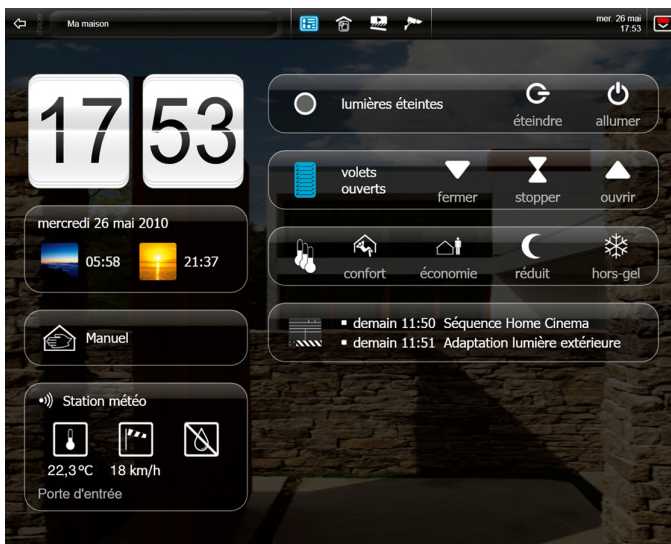 Ma maison
mer. 26 mai
17:53
17 53
mercredi 26 mai 2010
05:58 21:37
Manuel
Station météo
22,3°C 18 km/h
Porte d'entrée
lumières éteintes
éteindre allumer
volets
ouverts
fermer stopper ouvrir
confort économie réduit hors-gel
demain 11:50 Séquence Home Cinema
demain 11:51 Adaptation lumière extérieure